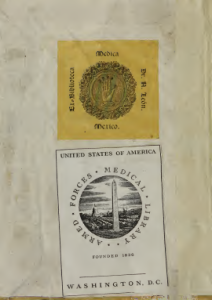 Medica
Ex-Bibliotheca
Dr. N. León.
Mexico.
UNITED STATES OF AMERICA
ARMED · FORCES · MEDICAL · LIBRARY ·
FOUNDED 1836
WASHINGTON, D.C.